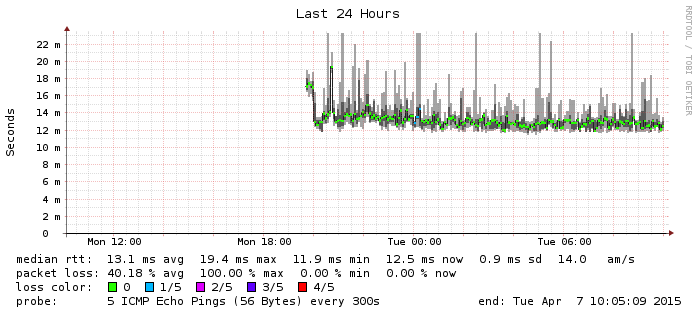 Last 24 Hours
RRDTOOL / TOBI OETIKER
Seconds
22 m
20 m
18 m
16 m
14 m
12 m
10 m
8 m
6 m
4 m
2 m
0
Mon 12:00 Mon 18:00 Tue 00:00 Tue 06:00
median rtt: 13.1 ms avg 19.4 ms max 11.9 ms min 12.5 ms now 0.9 ms sd 14.0 am/s
packet loss: 40.18 % avg 100.00 % max 0.00 % min 0.00 % now
loss color: 0 1/5 2/5 3/5 4/5
probe: 5 ICMP Echo Pings (56 Bytes) every 300s end: Tue Apr 7 10:05:09 2015